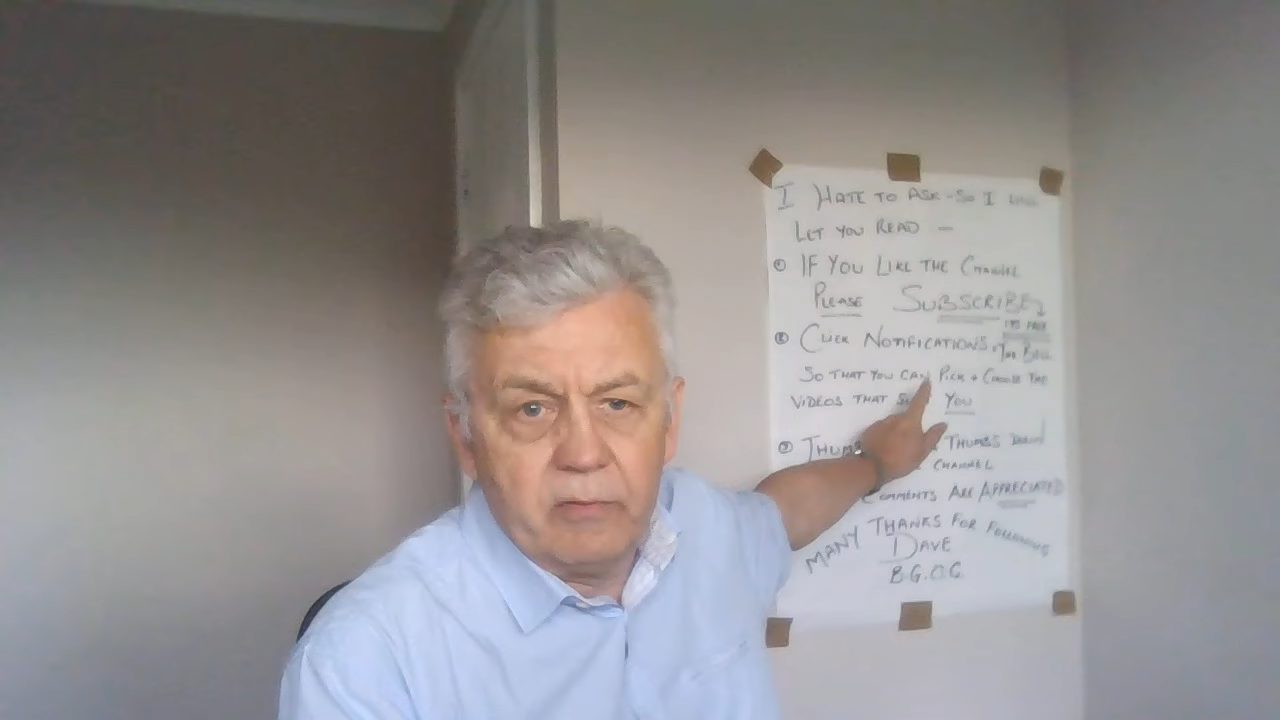 I HATE TO ASK - SO I WILL
LET YOU READ -
① IF YOU LIKE THE CHANNEL
PLEASE SUBSCRIBE
ITS FREE
② CLICK NOTIFICATIONS, THE BELL
SO THAT YOU CAN PICK + CHOOSE THE
VIDEOS THAT YOU
③ THUMBS DOWN
CHANNEL
COMMENTS ARE APPRECIATED
MANY THANKS FOR FOLLOWING
DAVE
B.G.O.G.